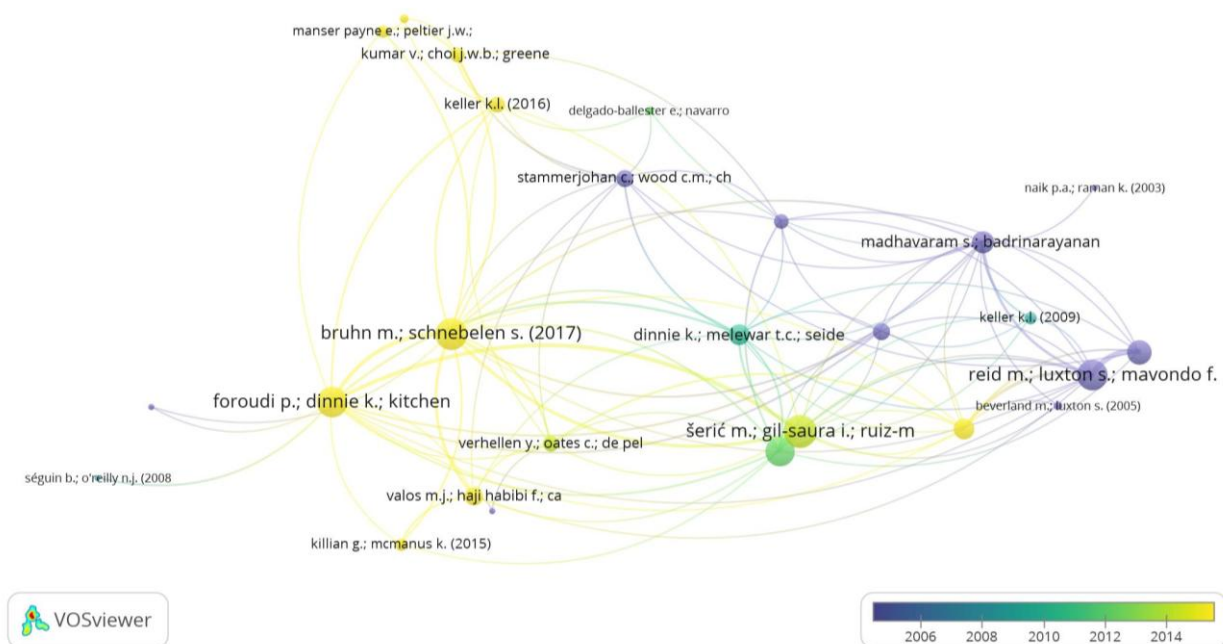 manser payne e.; peltier j.w.;
kumar v.; choi j.w.b.; greene
keller k.l. (2016)
delgado-ballester e.; navarro
stammerjohan c.; wood c.m.; ch
naik p.a.; raman k. (2003)
madhavaram s.; badrinarayanan
keller k.l. (2009)
bruhn m.; schnebelen s. (2017)
dinnie k.; melewar t.c.; seide
reid m.; luxton s.; mavondo f.
foroudi p.; dinnie k.; kitchen
beverland m.; luxton s. (2005)
šerić m.; gil-saura i.; ruiz-m
verhellen y.; oates c.; de pel
séguin b.; o'reilly n.j. (2008
valos m.j.; haji habibi f.; ca
killian g.; mcmanus k. (2015)
VOSviewer
2006 2008 2010 2012 2014